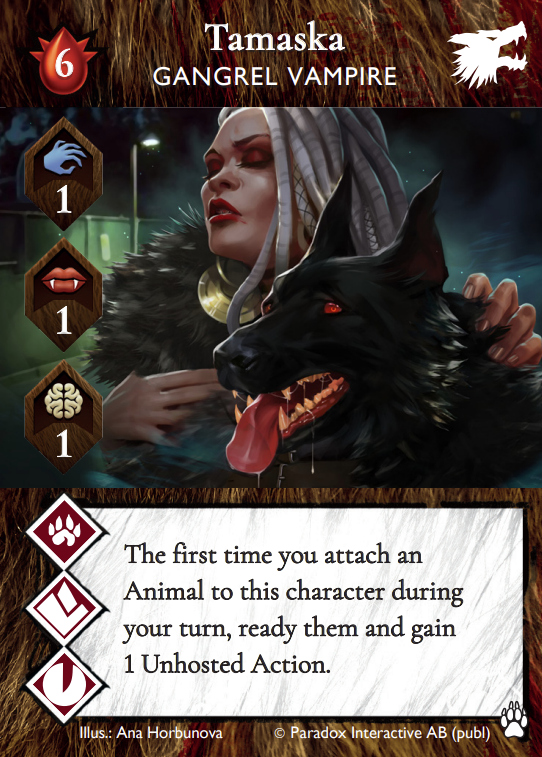 6
Tamaska
GANGREL VAMPIRE
1
1
1
The first time you attach an
Animal to this character during
your turn, ready them and gain
1 Unhosted Action.
Illus.: Ana Horbunova © Paradox Interactive AB (publ)